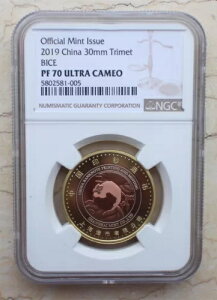 Official Mint Issue
2019 China 30mm Trimet
BICE
PF 70 ULTRA CAMEO
5802581-005
NUMISMATIC GUARANTY CORPORATION
NGC